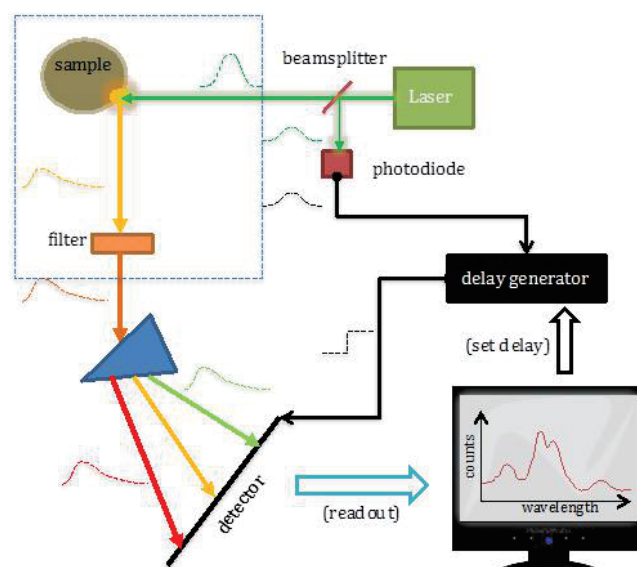 sample
beamsplitter
Laser
photodiode
filter
delay generator
(set delay)
counts
wavelength
detector
(read out)